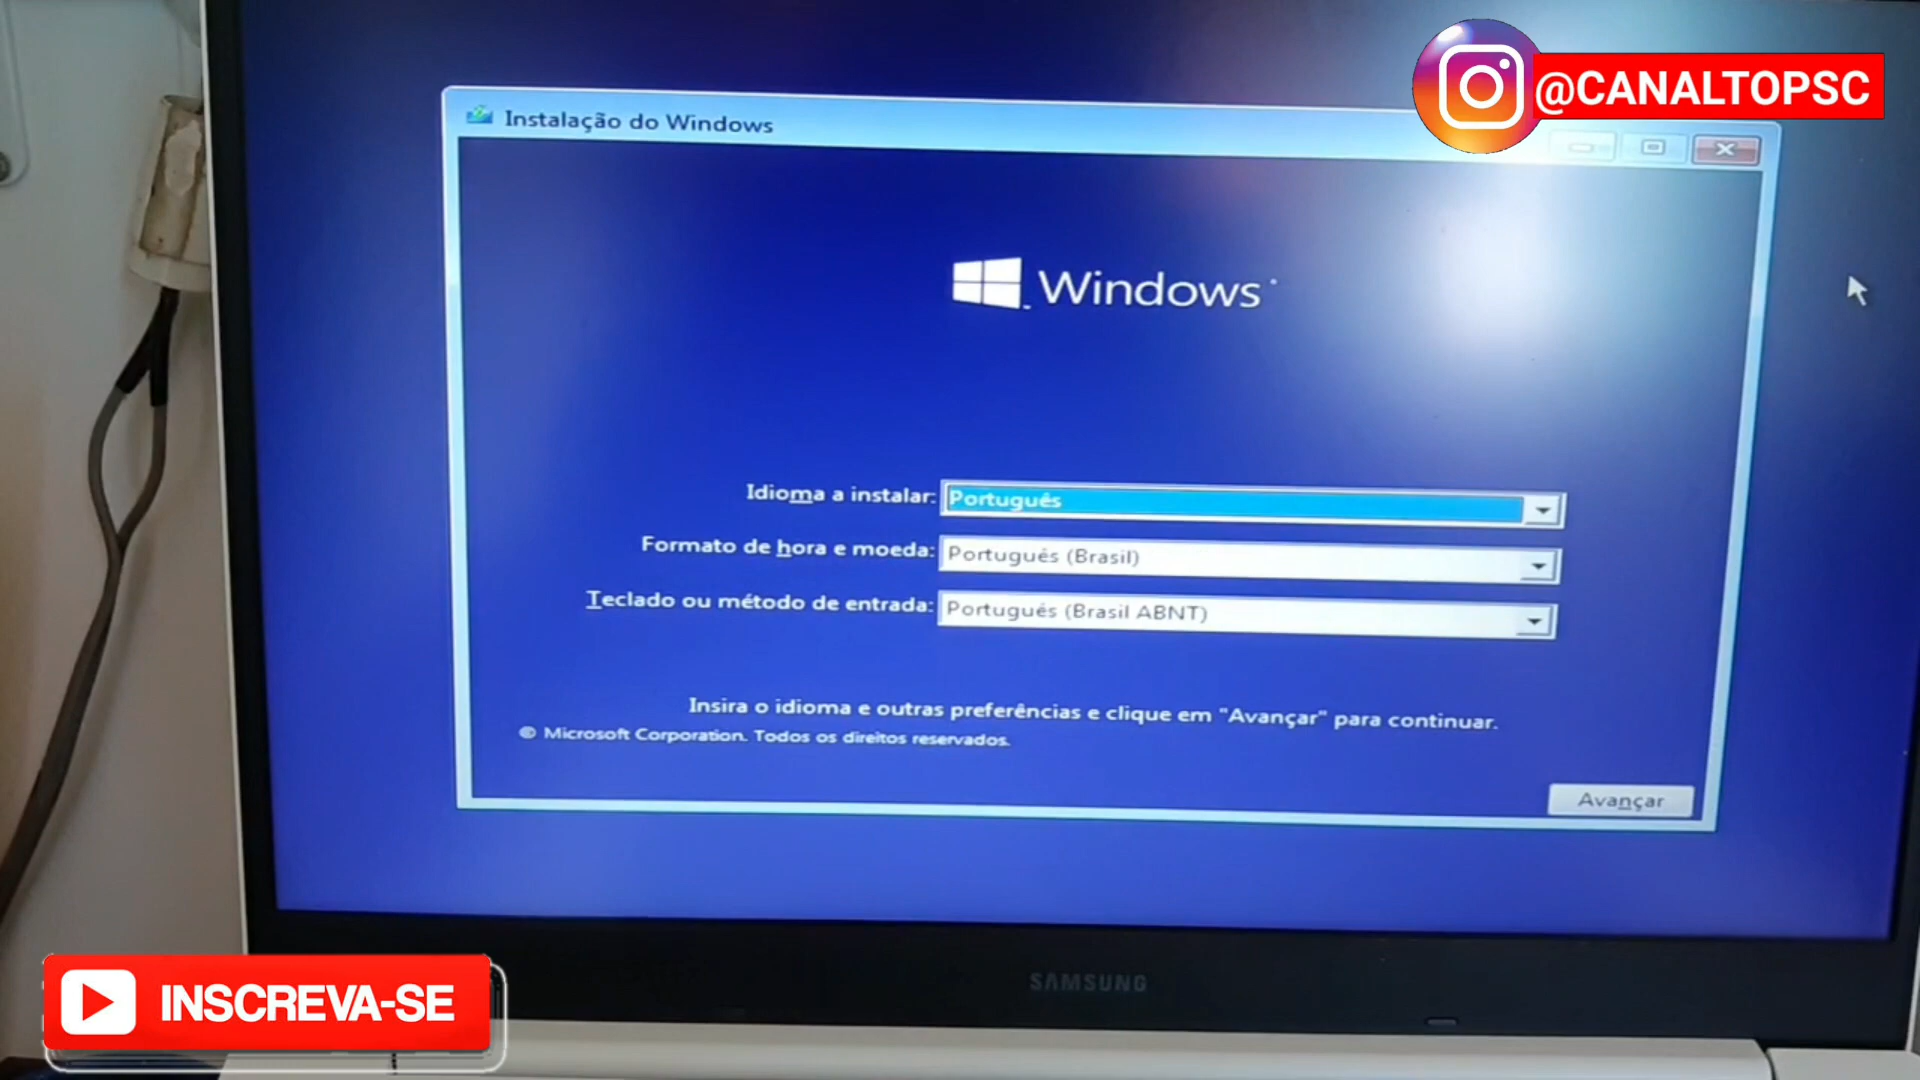 @CANALTOPSC
Instalação do Windows
Windows
Idioma a instalar: Português
Formato de hora e moeda: Português (Brasil)
Teclado ou método de entrada: Português (Brasil ABNT)
Insira o idioma e outras preferências e clique em "Avançar" para continuar.
© Microsoft Corporation. Todos os direitos reservados.
Avançar
SAMSUNG
INSCREVA-SE